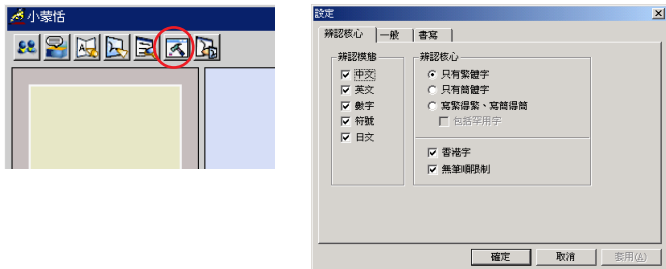 小蒙恬
設定
辨認核心 一般 書寫
辨認模態
中文
英文
數字
符號
日文
辨認核心
只有繁體字
只有簡體字
寫繁得繁、寫簡得簡
包括罕用字
香港字
無筆順限制
確定 取消 套用(A)